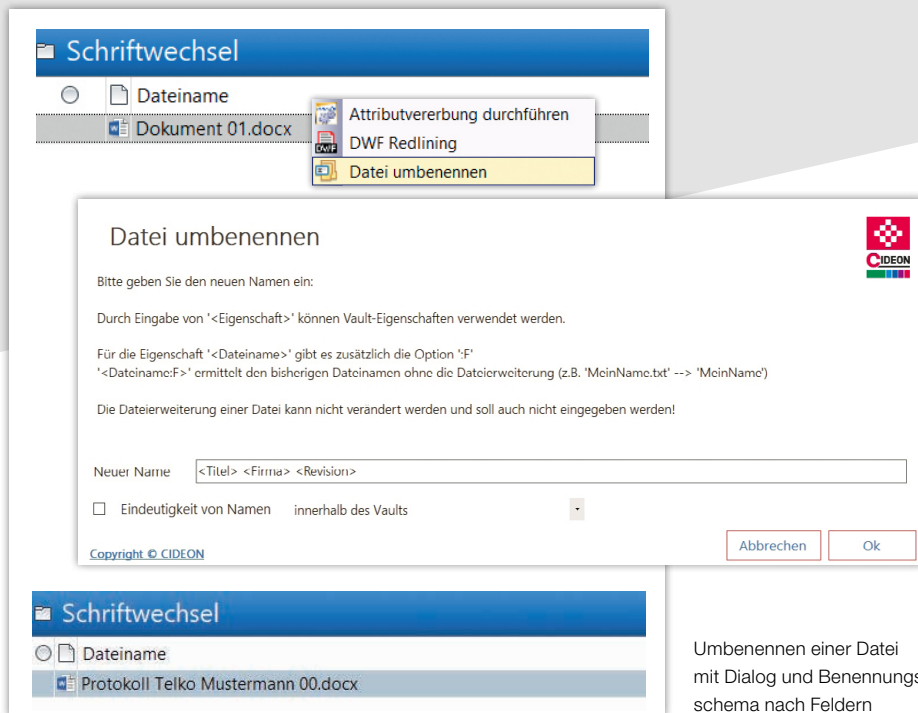 Schriftwechsel
Dateiname
Dokument 01.docx
Attributvererbung durchführen
DWF Redlining
Datei umbenennen
Datei umbenennen
CIDEON
Bitte geben Sie den neuen Namen ein:
Durch Eingabe von '<Eigenschaft>' können Vault-Eigenschaften verwendet werden.
Für die Eigenschaft '<Dateiname>' gibt es zusätzlich die Option ':F'
'<Dateiname:F>' ermittelt den bisherigen Dateinamen ohne die Dateierweiterung (z.B. 'MeinName.txt' --> 'MeinName')
Die Dateierweiterung einer Datei kann nicht verändert werden und soll auch nicht eingegeben werden!
Neuer Name <Titel> <Firma> <Revision>
Eindeutigkeit von Namen innerhalb des Vaults
Copyright © CIDEON
Abbrechen Ok
Schriftwechsel
Dateiname
Protokoll Telko Mustermann 00.docx
Umbenennen einer Datei
mit Dialog und Benennungs
schema nach Feldern